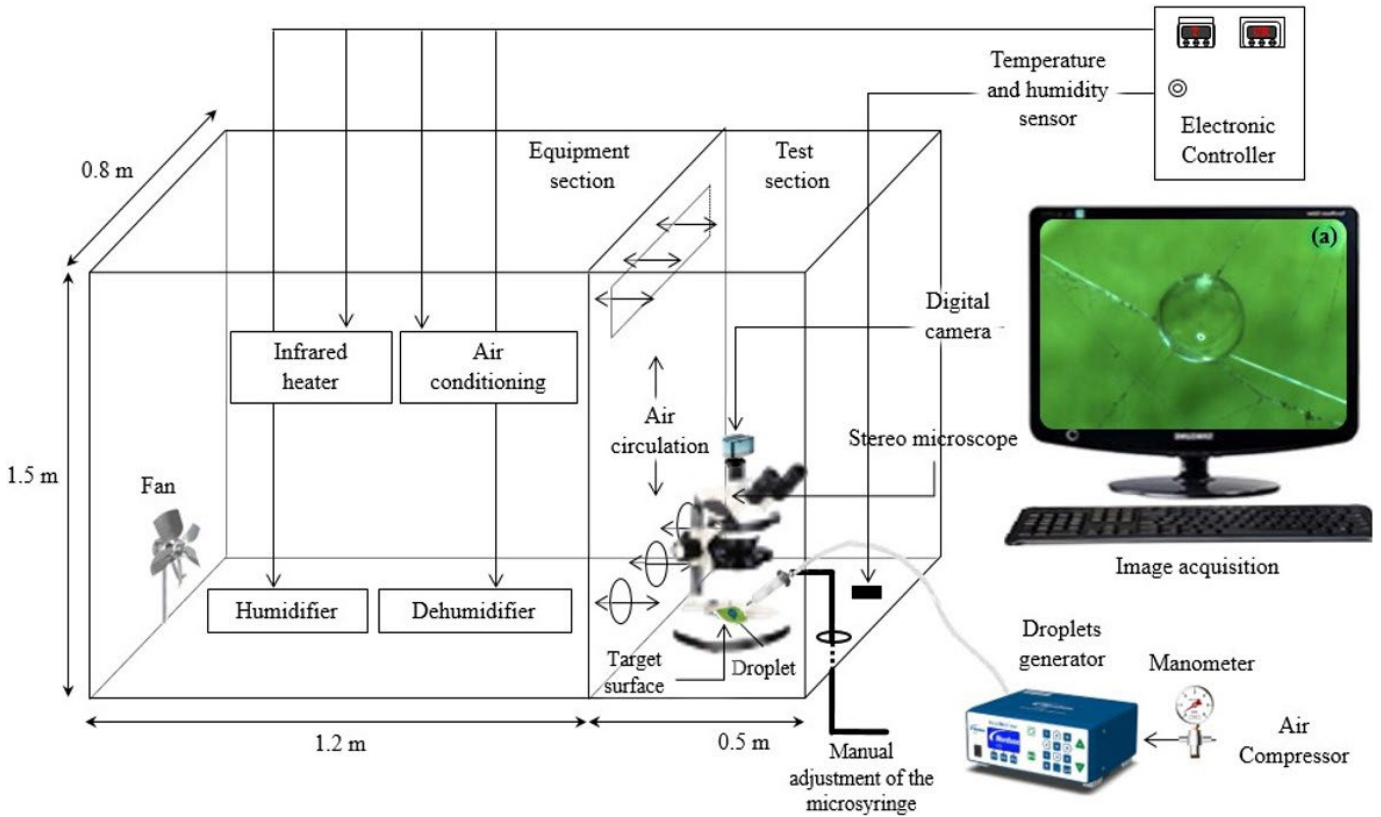 Temperature
and humidity
sensor
Electronic
Controller
0.8 m
Equipment
section
Test
section
(a)
Digital
camera
Infrared
heater
Air
conditioning
Air
circulation
Stereo microscope
1.5 m
Fan
Image acquisition
Humidifier
Dehumidifier
Target
surface
Droplet
Droplets
generator
Manometer
1.2 m
0.5 m
Manual
adjustment of the
microsyringe
Air
Compressor